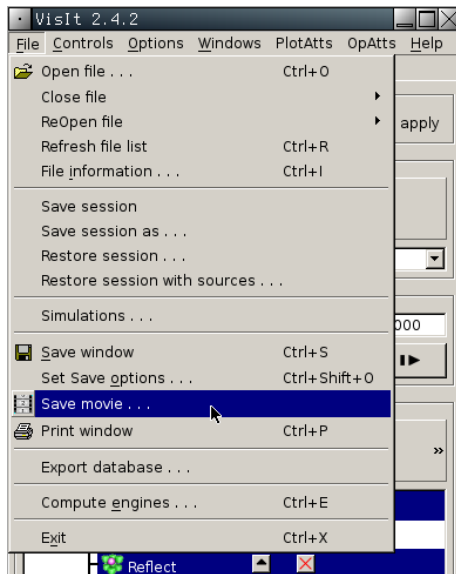 VisIt 2.4.2
File Controls Options Windows PlotAtts OpAtts Help
Open file . . . Ctrl+O
Close file
ReOpen file
apply
Refresh file list Ctrl+R
File information . . . Ctrl+I
Save session
Save session as . . .
Restore session . . .
Restore session with sources . . .
Simulations . . .
000
Save window Ctrl+S
Set Save options . . . Ctrl+Shift+O
Save movie . . .
Print window Ctrl+P
»
Export database . . .
Compute engines . . . Ctrl+E
Exit Ctrl+X
Reflect